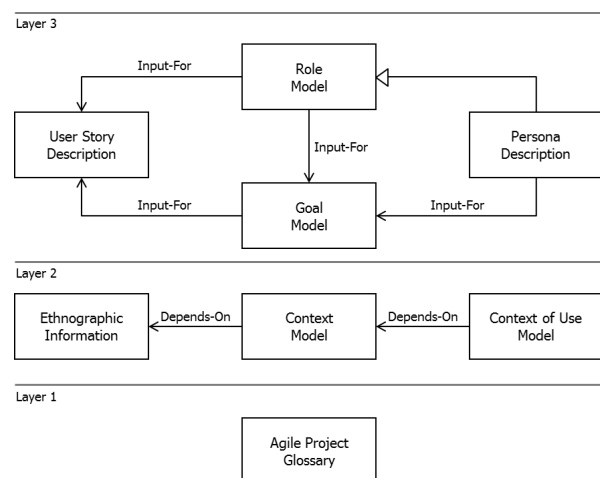 Layer 3
Input-For
Role
Model
User Story
Description
Persona
Description
Input-For
Input-For
Goal
Model
Input-For
Layer 2
Ethnographic
Information
Depends-On
Context
Model
Depends-On
Context of Use
Model
Layer 1
Agile Project
Glossary